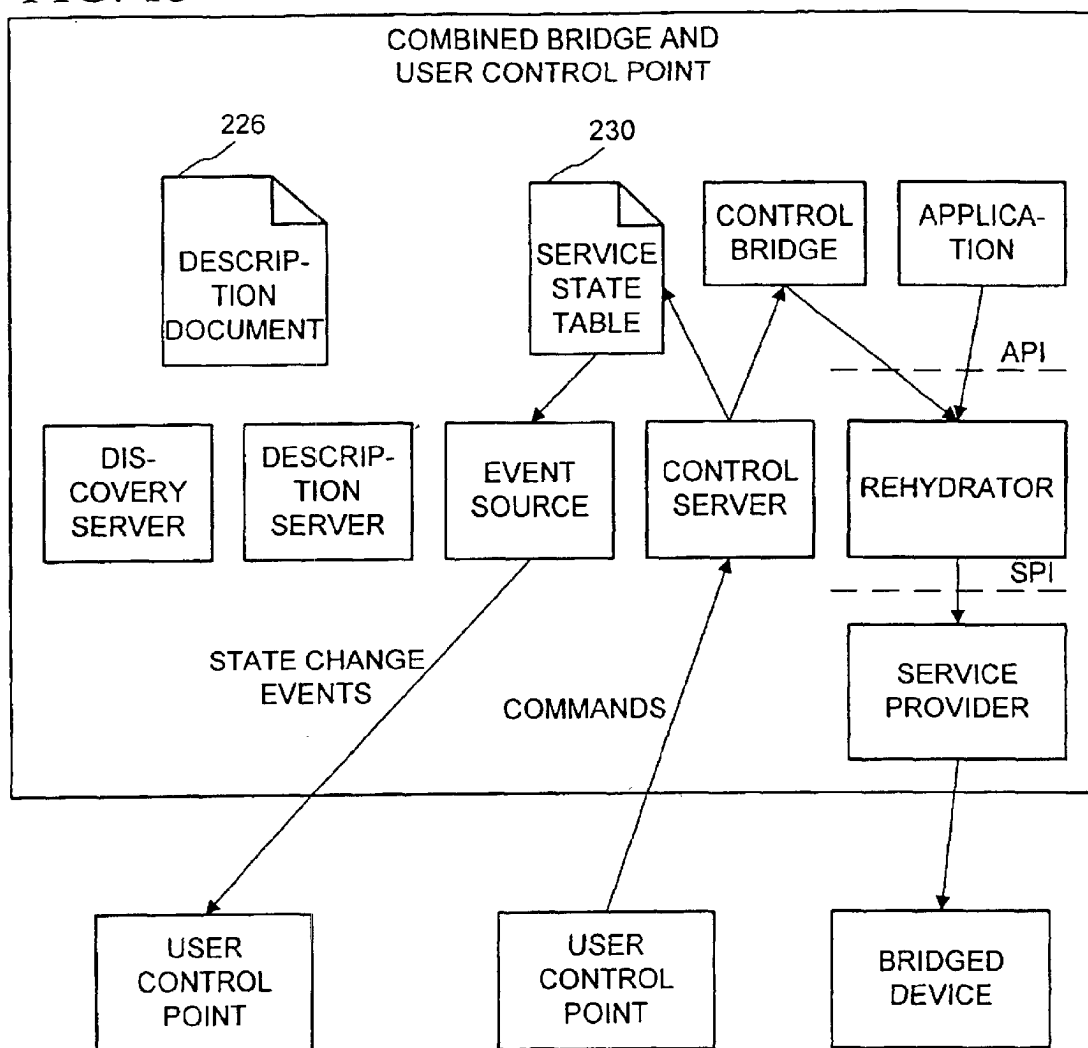 COMBINED BRIDGE AND
USER CONTROL POINT
226
230
DESCRIP-
TION
DOCUMENT
SERVICE
STATE
TABLE
CONTROL
BRIDGE
APPLICA-
TION
API
DIS-
COVERY
SERVER
DESCRIP-
TION
SERVER
EVENT
SOURCE
CONTROL
SERVER
REHYDRATOR
SPI
STATE CHANGE
EVENTS
COMMANDS
SERVICE
PROVIDER
USER
CONTROL
POINT
USER
CONTROL
POINT
BRIDGED
DEVICE